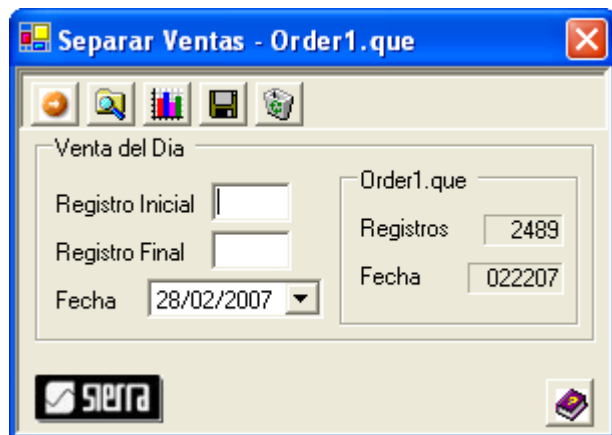 Separar Ventas - Order1.que
Venta del Dia
Registro Inicial
Registro Final
Fecha 28/02/2007
Order1.que
Registros 2489
Fecha 022207
sierra